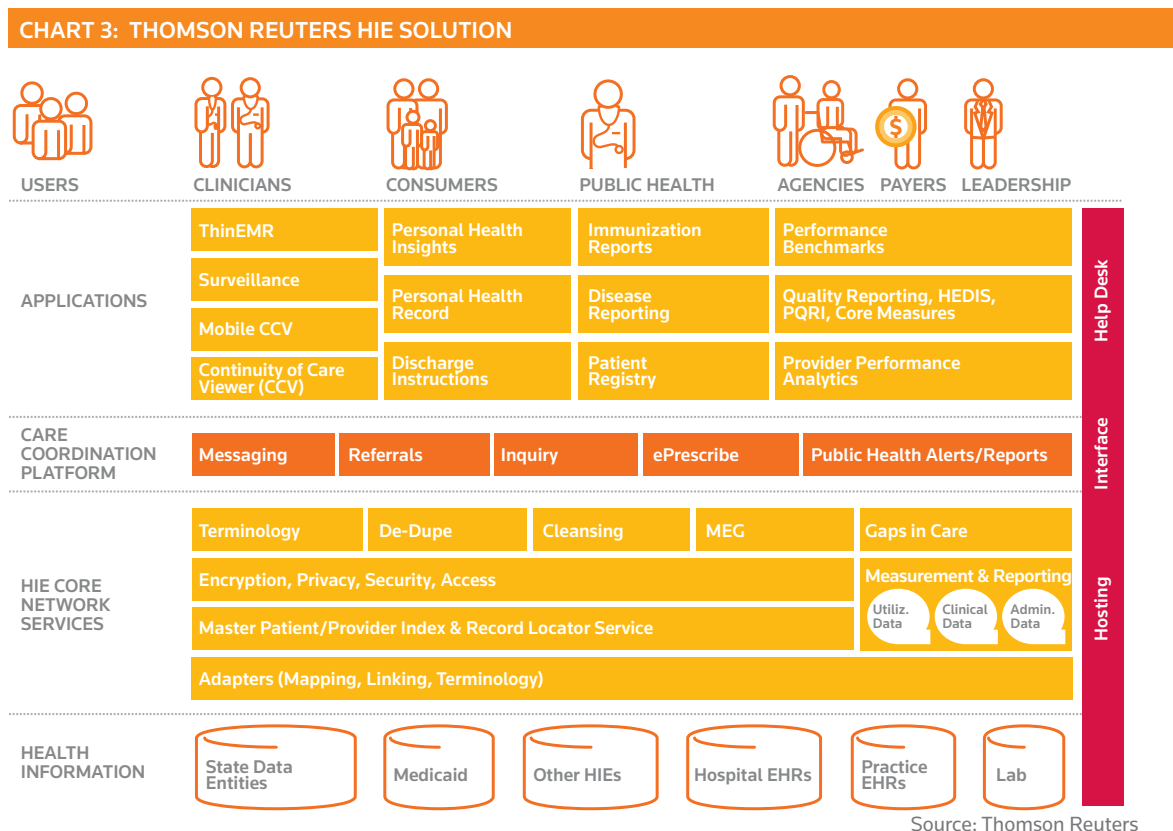 CHART 3: THOMSON REUTERS HIE SOLUTION
$
USERS
CLINICIANS
CONSUMERS
PUBLIC HEALTH
AGENCIES
PAYERS
LEADERSHIP
APPLICATIONS
ThinEMR
Surveillance
Mobile CCV
Continuity of Care
Viewer (CCV)
Personal Health
Insights
Personal Health
Record
Discharge
Instructions
Immunization
Reports
Disease
Reporting
Patient
Registry
Performance
Benchmarks
Quality Reporting, HEDIS,
PQRI, Core Measures
Provider Performance
Analytics
CARE
COORDINATION
PLATFORM
Messaging
Referrals
Inquiry
ePrescribe
Public Health Alerts/Reports
HIE CORE
NETWORK
SERVICES
Terminology
De-Dupe
Cleansing
MEG
Gaps in Care
Encryption, Privacy, Security, Access
Measurement & Reporting
Utiliz.
Data
Clinical
Data
Admin.
Data
Master Patient/Provider Index & Record Locator Service
Adapters (Mapping, Linking, Terminology)
HEALTH
INFORMATION
State Data
Entities
Medicaid
Other HIEs
Hospital EHRs
Practice
EHRs
Lab
Help Desk
Interface
Hosting
Source: Thomson Reuters